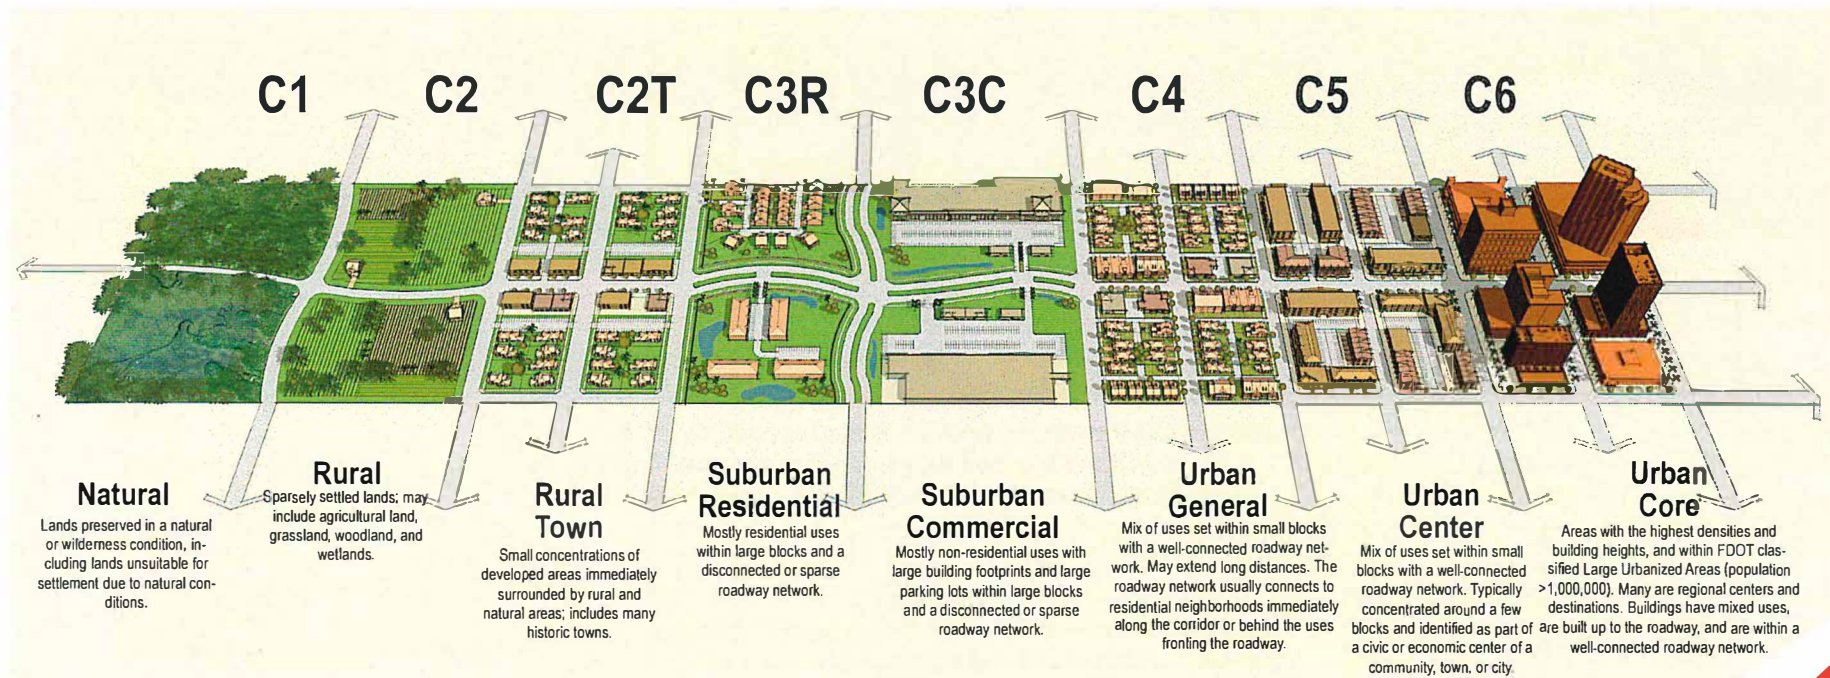 C1
C2
C2T
C3R
C3C
C4
C5
C6
Natural
Lands preserved in a natural
or wilderness condition, in-
cluding lands unsuitable for
settlement due to natural con-
ditions.
Rural
Sparsely settled lands; may
include agricultural land,
grassland, woodland, and
wetlands.
Rural
Town
Small concentrations of
developed areas immediately
surrounded by rural and
natural areas; includes many
historic towns.
Suburban
Residential
Mostly residential uses
within large blocks and a
disconnected or sparse
roadway network.
Suburban
Commercial
Mostly non-residential uses with
large building footprints and large
parking lots within large blocks
and a disconnected or sparse
roadway network.
Urban
General
Mix of uses set within small blocks
with a well-connected roadway net-
work. May extend long distances. The
roadway network usually connects to
residential neighborhoods immediately
along the corridor or behind the uses
fronting the roadway.
Urban
Center
Mix of uses set within small
blocks with a well-connected
roadway network. Typically
concentrated around a few
blocks and identified as part of
a civic or economic center of a
community, town, or city.
Urban
Core
Areas with the highest densities and
building heights, and within FDOT clas-
sified Large Urbanized Areas (population
>1,000,000). Many are regional centers and
destinations. Buildings have mixed uses,
are built up to the roadway, and are within a
well-connected roadway network.